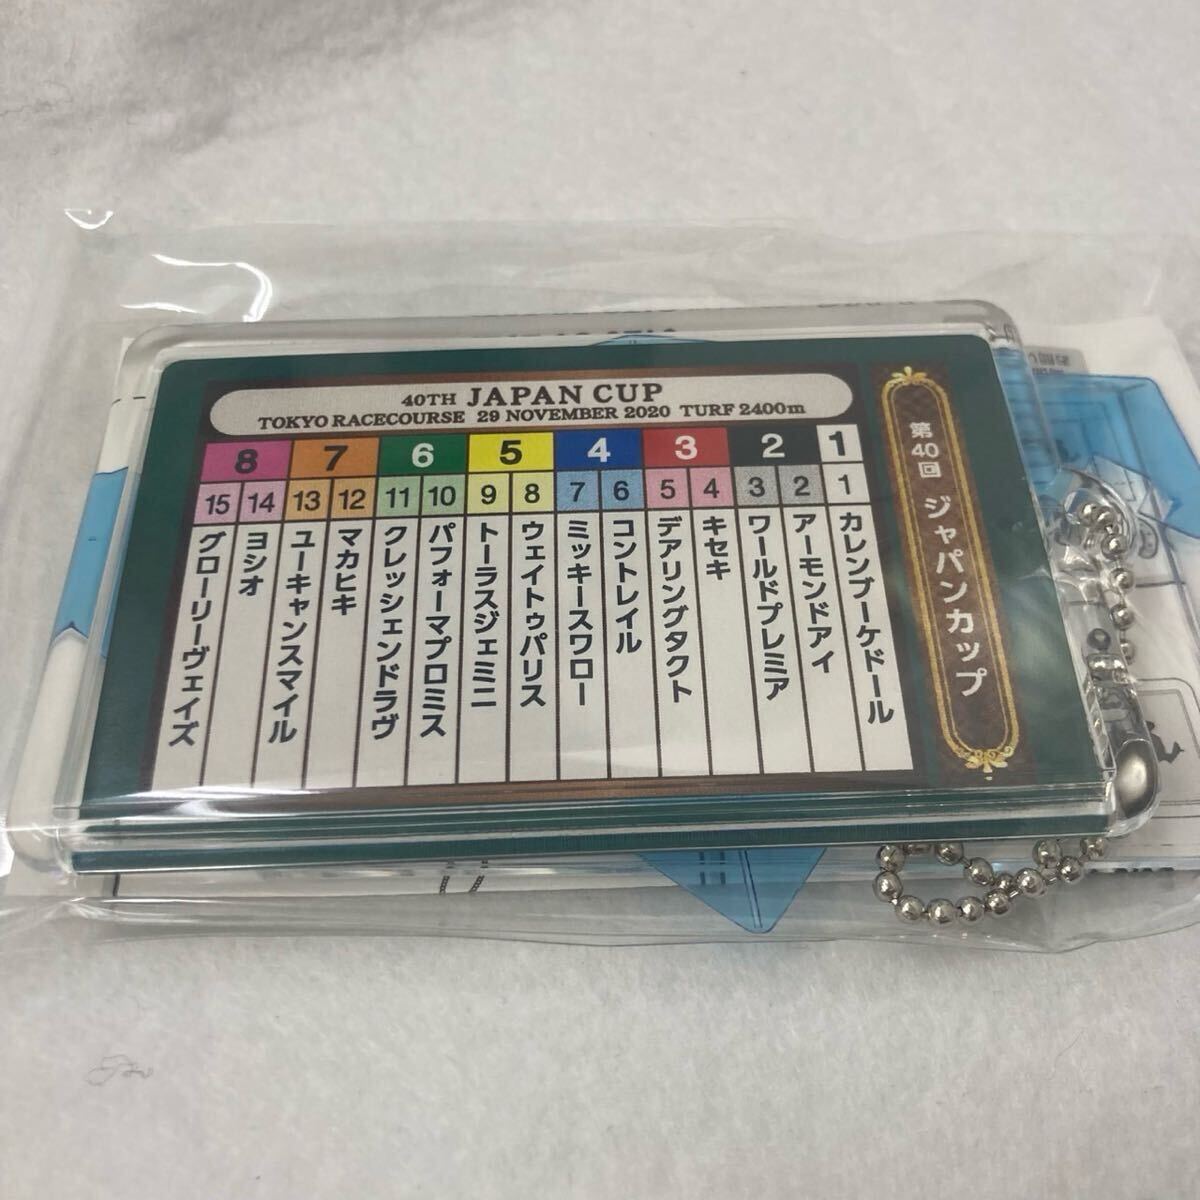 40TH JAPAN CUP
TOKYO RACECOURSE 29 NOVEMBER 2020 TURF 2400m
第40回 ジャパンカップ
8 7 6 5 4 3 2 1
15 14 13 12 11 10 9 8 7 6 5 4 3 2 1
カレンブーケドール
アーモンドアイ
ワールドプレミア
キセキ
デアリングタクト
コントレイル
ミッキースワロー
ウェイトゥパリス
トーラスジェミニ
パフォーマプロミス
クレッシェンドラヴ
マカヒキ
ユーキャンスマイル
ヨシオ
グローリーヴェイズ